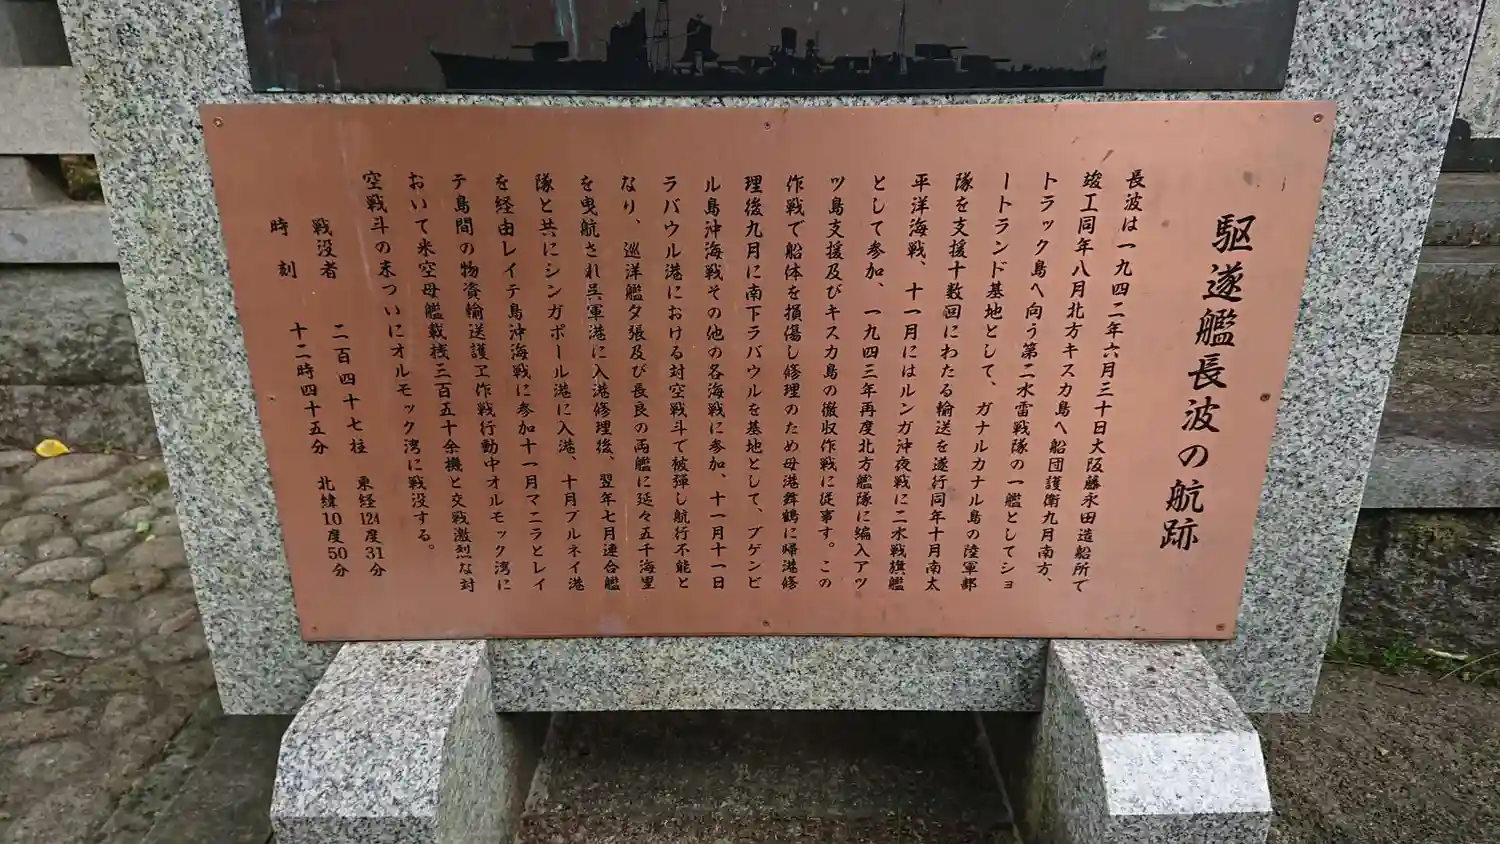 駆逐艦長波の航跡
長波は一九四二年六月三十日大阪藤永田造船所で
竣工同年八月北方キスカ島へ船団護衛九月南方、
トラック島へ向う第二水雷戦隊の一艦としてショ
ートランド基地として、ガナルカナル島の陸軍部
隊を支援十数回にわたる輸送を遂行同年十月南太
平洋海戦、十一月にはルンガ沖夜戦に二水戦旗艦
として参加、一九四三年再度北方艦隊に編入アッ
ツ島支援及びキスカ島の徹収作戦に従事。この
作戦で船体を損傷し修理のため母港舞鶴に帰港修
理後九月に南下ラバウルを基地として、ブゲンビ
ル島沖海戦その他の各海戦に参加、十一月十一日
ラバウル港における対空戦斗で被弾し航行不能と
なり、巡洋艦夕張及び長良の両艦に延々五千海里
を曳航され呉軍港に入港修理後、翌年七月連合艦
隊と共にシンガポール港に入港、十月ブルネイ港
を経由レイテ島沖海戦に参加十一月マニラとレイ
テ島間の物資輸送護ヱ作戦行動中オルモック湾に
おいて米空母艦載桟三百五十余機と交戦激烈な対
空戦斗の末ついにオルモック湾に戦没する。
戦没者 二百四十七柱 東経124度31分
時刻 十二時四十五分 北緯10度50分